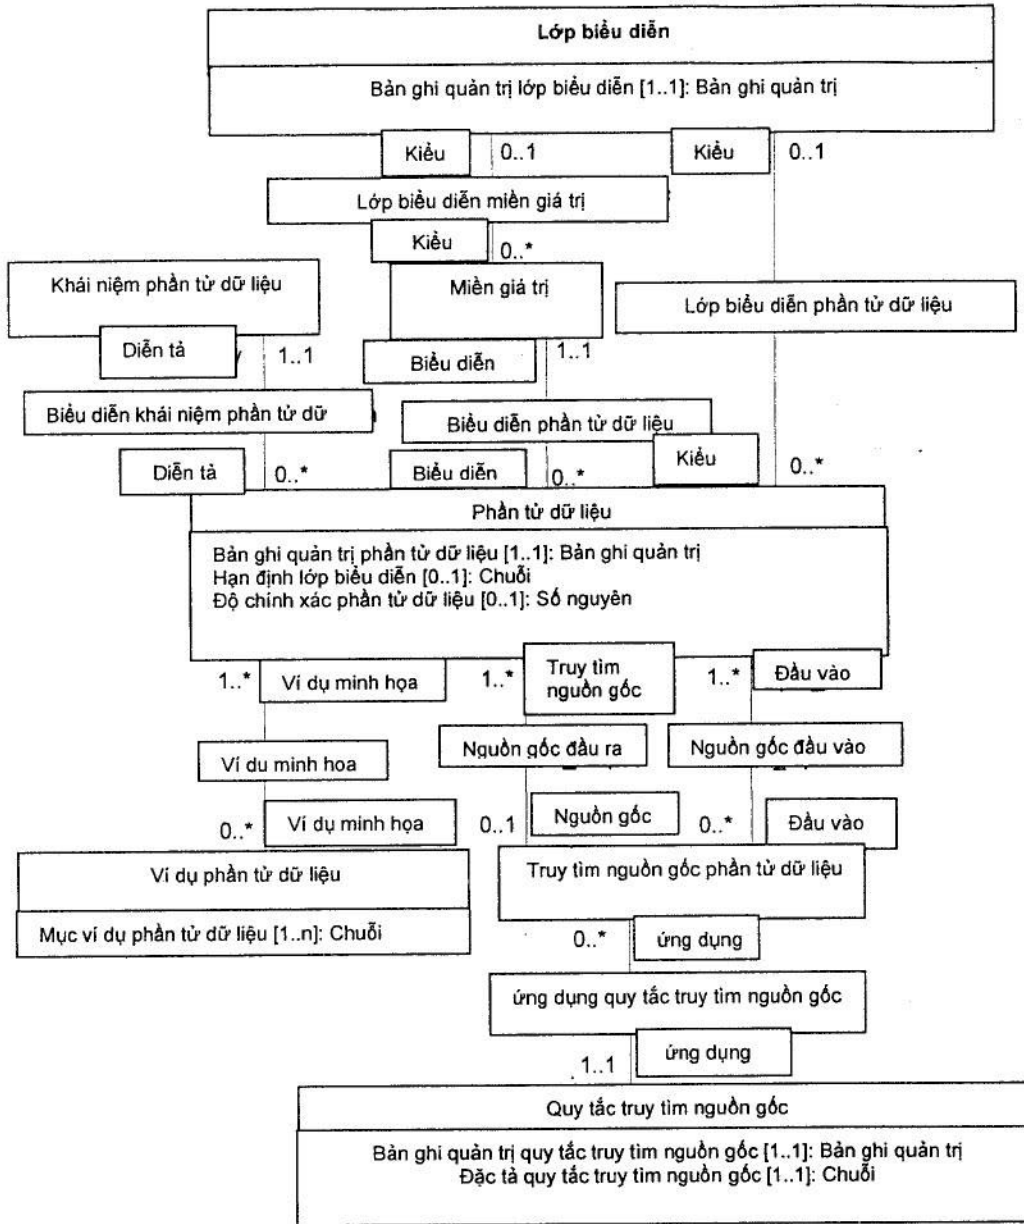 Lớp biểu diễn
Bản ghi quản trị lớp biểu diễn [1..1]: Bản ghi quản trị
Kiểu 0..1 Kiểu 0..1
Lớp biểu diễn miền giá trị
Kiểu 0..*
Khái niệm phần tử dữ liệu Miền giá trị Lớp biểu diễn phần tử dữ liệu
Diễn tả 1..1 Biểu diễn 1..1
Biểu diễn khái niệm phần tử dữ Biểu diễn phần tử dữ liệu
Diễn tả 0..* Biểu diễn 0..* Kiểu 0..*
Phần tử dữ liệu
Bản ghi quản trị phần tử dữ liệu [1..1]: Bản ghi quản trị
Hạn định lớp biểu diễn [0..1]: Chuỗi
Độ chính xác phần tử dữ liệu [0..1]: Số nguyên
1..* Ví dụ minh họa 1..* Truy tìm
nguồn gốc 1..* Đầu vào
Ví du minh hoa Nguồn gốc đầu ra Nguồn gốc đầu vào
0..* Ví dụ minh họa 0..1 Nguồn gốc 0..* Đầu vào
Ví dụ phần tử dữ liệu Truy tìm nguồn gốc phần tử dữ liệu
Mục ví dụ phần tử dữ liệu [1..n]: Chuỗi
0..* ứng dụng
ứng dụng quy tắc truy tìm nguồn gốc
1..1 ứng dụng
Quy tắc truy tìm nguồn gốc
Bản ghi quản trị quy tắc truy tìm nguồn gốc [1..1]: Bản ghi quản trị
Đặc tả quy tắc truy tìm nguồn gốc [1..1]: Chuỗi